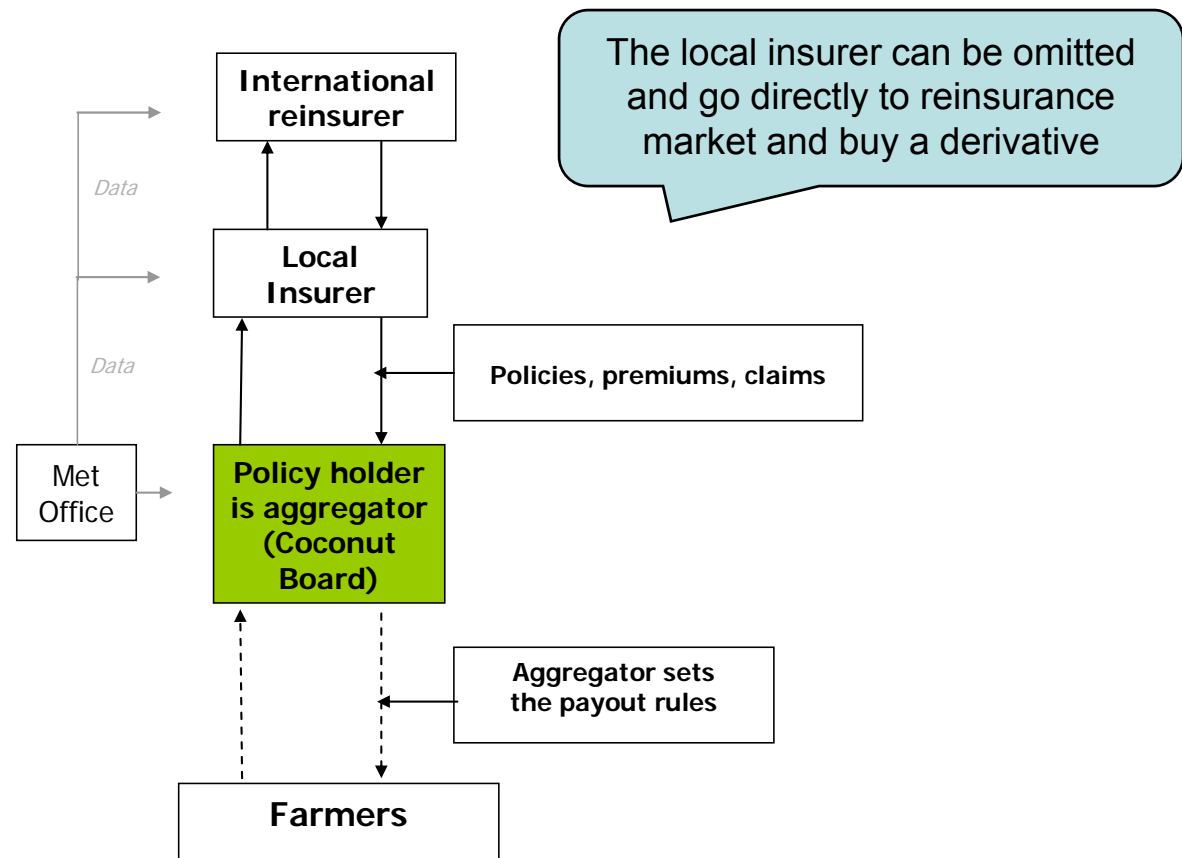 The local insurer can be omitted
and go directly to reinsurance
market and buy a derivative
International
reinsurer
Data
Local
Insurer
Data
Policies, premiums, claims
Met
Office
Policy holder
is aggregator
(Coconut
Board)
Aggregator sets
the payout rules
Farmers